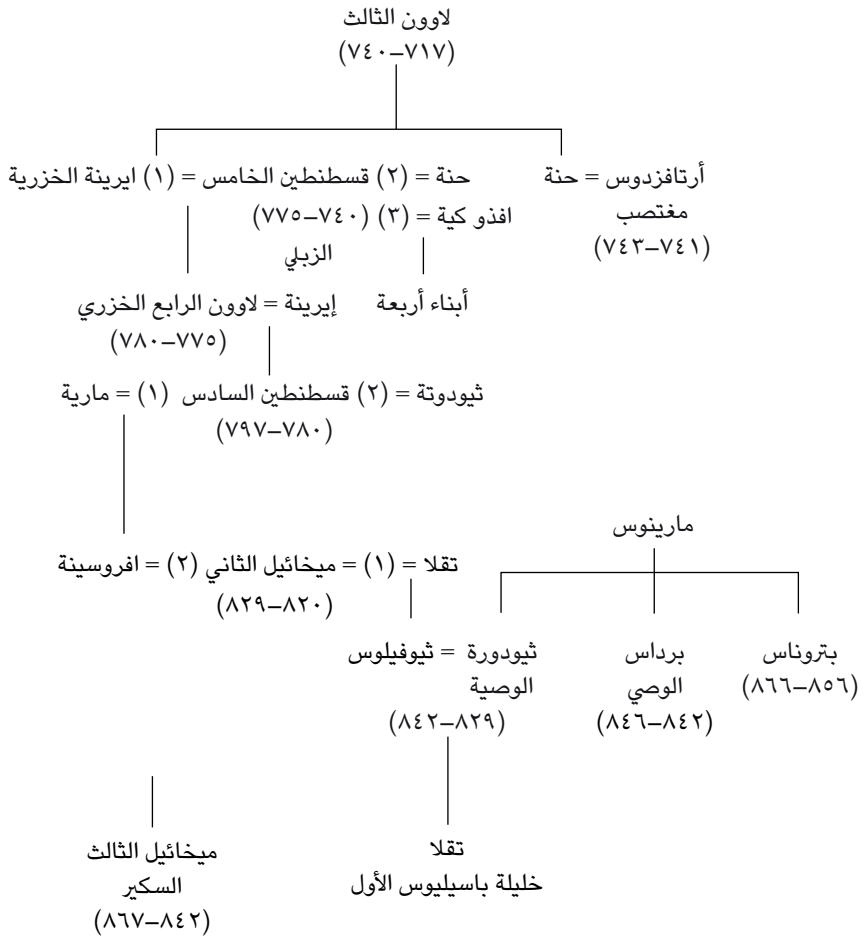 لاوون الثالث
(٧١٧–٧٤٠)
أرتافزدوس = حنة
حنة = (٢) قسطنطين الخامس = (١) ايرينة الخزرية
مغتصب
افذو كية = (٣) (٧٤٠–٧٧٥)
(٧٤١–٧٤٣)
الزبلي
أبناء أربعة
إيرينة = لاوون الرابع الخزري
(٧٧٥–٧٨٠)
ثيودوتة = (٢) قسطنطين السادس (١) = مارية
(٧٨٠–٧٩٧)
مارينوس
تقلا = (١) = ميخائيل الثاني (٢) = افروسينة
(٨٢٠–٨٢٩)
بتروناس
برداس
ثيودورة = ثيوفيلوس
(٨٥٦–٨٦٦)
الوصي
الوصية
(٨٤٢–٨٤٦)
(٨٢٩–٨٤٢)
تقلا
ميخائيل الثالث
خليلة باسيليوس الأول
السكير
(٨٤٢–٨٦٧)